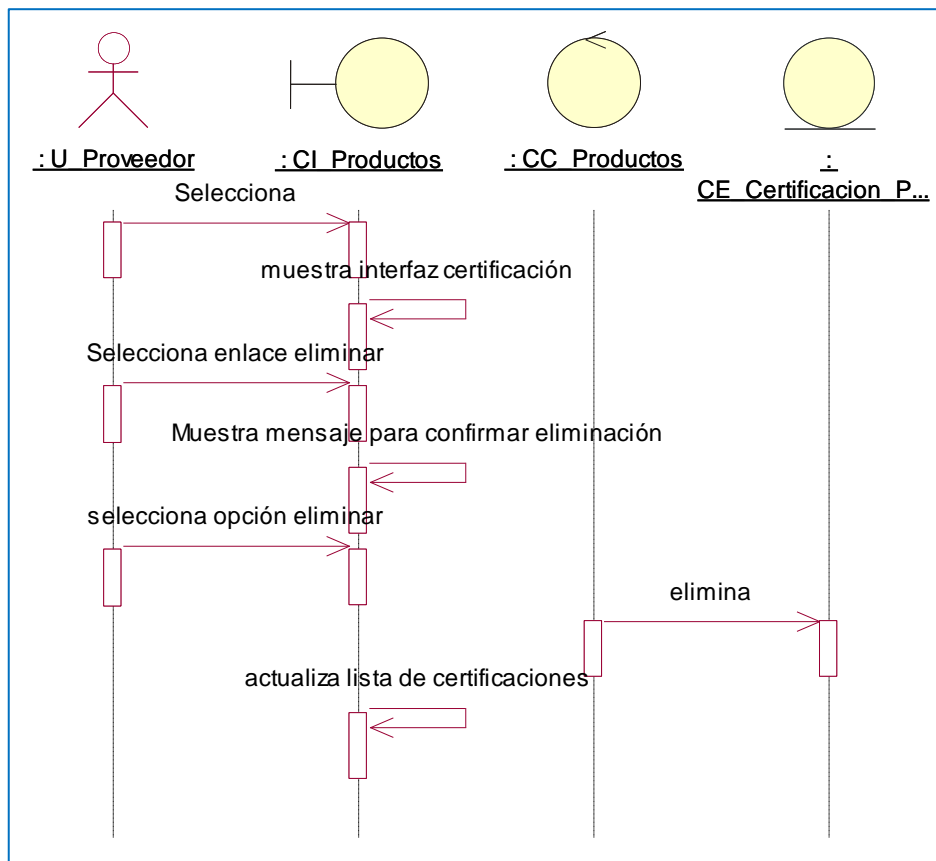 : U_Proveedor
: CI_Productos
: CC_Productos
:
CE_Certificacion_P...
Selecciona
muestra interfaz certificación
Selecciona enlace eliminar
Muestra mensaje para confirmar eliminación
selecciona opción eliminar
elimina
actualiza lista de certificaciones